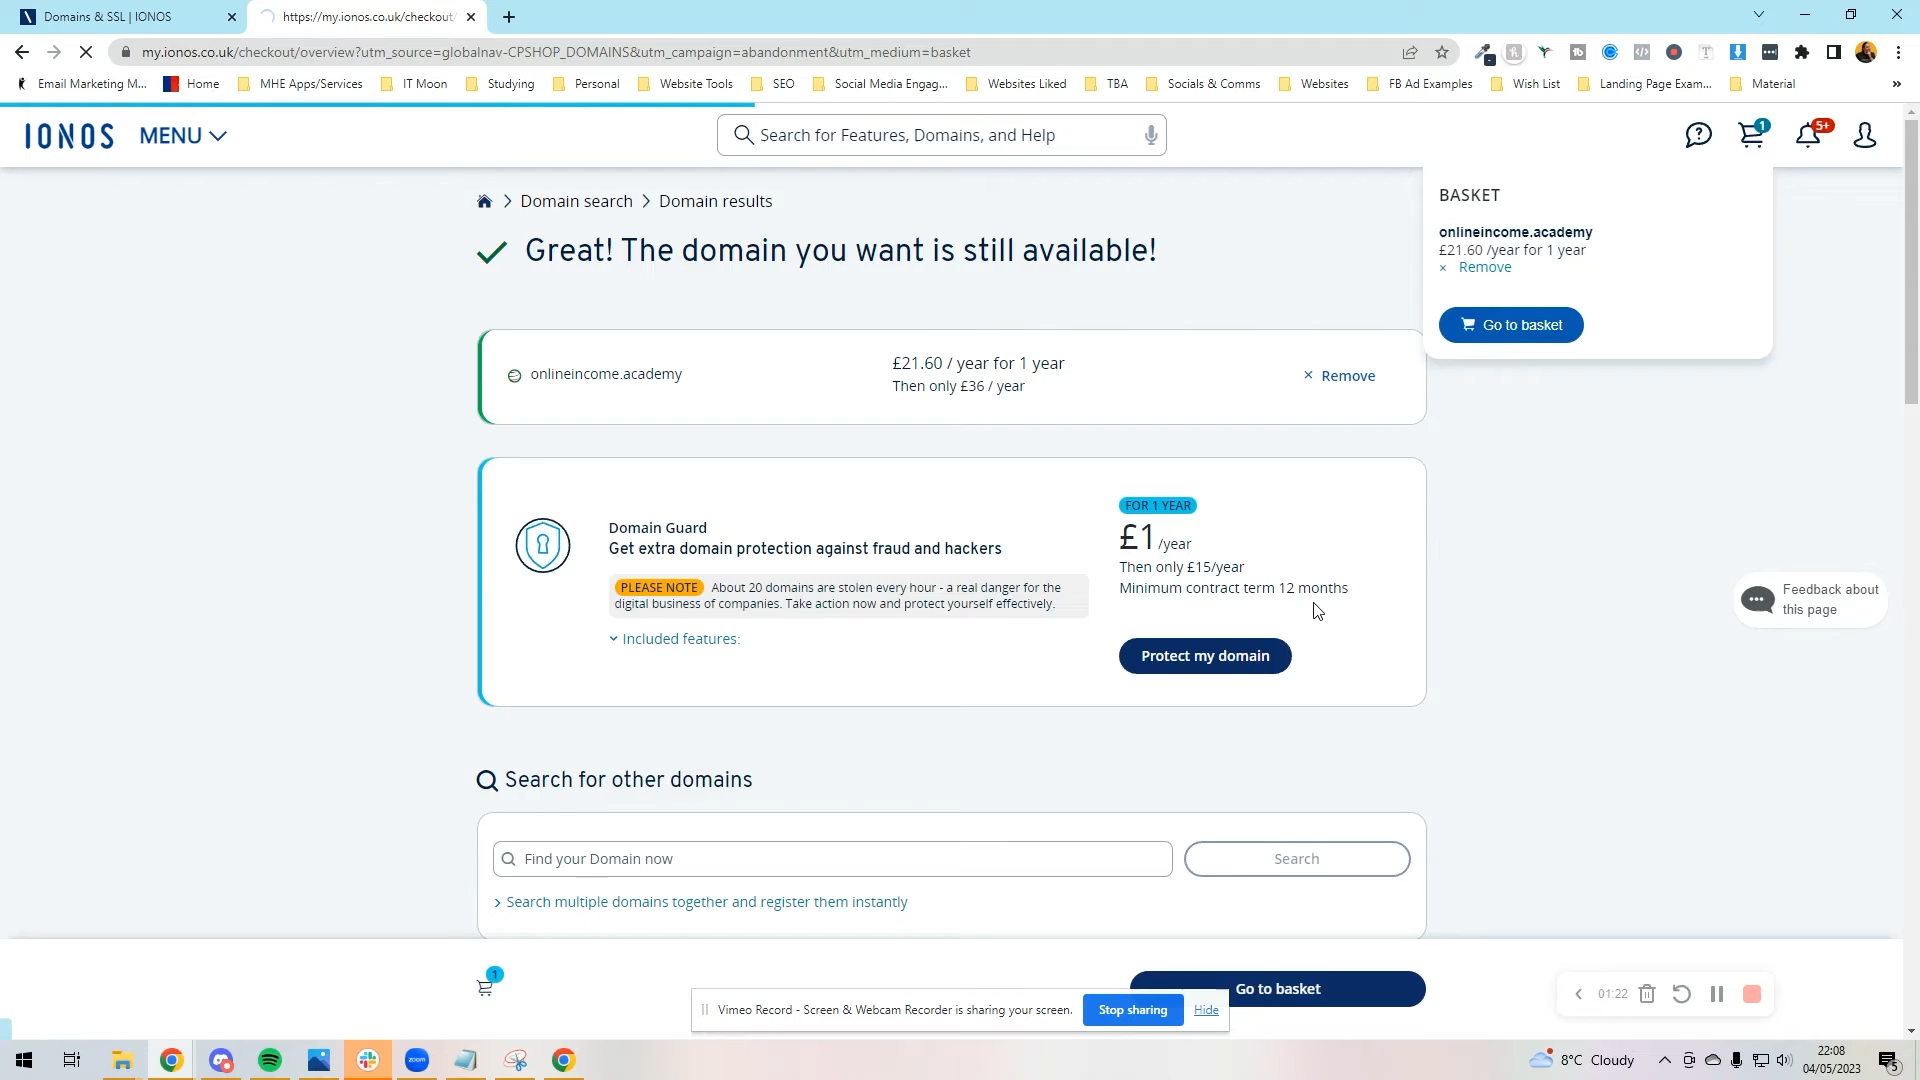 Domains & SSL | IONOS
https://my.ionos.co.uk/checkout/
my.ionos.co.uk/checkout/overview?utm_source=globalnav-CPSHOP_DOMAINS&utm_campaign=abandonment&utm_medium=basket
Email Marketing M...
Home
MHE Apps/Services
IT Moon
Studying
Personal
Website Tools
SEO
Social Media Engag...
Websites Liked
TBA
Socials & Comms
Websites
FB Ad Examples
Wish List
Landing Page Exam...
Material
»
IONOS
MENU
Search for Features, Domains, and Help
1
5+
BASKET
onlineincome.academy
£21.60 /year for 1 year
× Remove
Go to basket
Domain search
Domain results
Great! The domain you want is still available!
onlineincome.academy
£21.60 / year for 1 year
Then only £36 / year
× Remove
Domain Guard
Get extra domain protection against fraud and hackers
PLEASE NOTE About 20 domains are stolen every hour - a real danger for the
digital business of companies. Take action now and protect yourself effectively.
Included features:
FOR 1 YEAR
£1 /year
Then only £15/year
Minimum contract term 12 months
Protect my domain
Feedback about
this page
Search for other domains
Find your Domain now
Search
Search multiple domains together and register them instantly
1
Go to basket
Vimeo Record - Screen & Webcam Recorder is sharing your screen.
Stop sharing
Hide
01:22
zoom
8°C Cloudy
22:08
04/05/2023
5